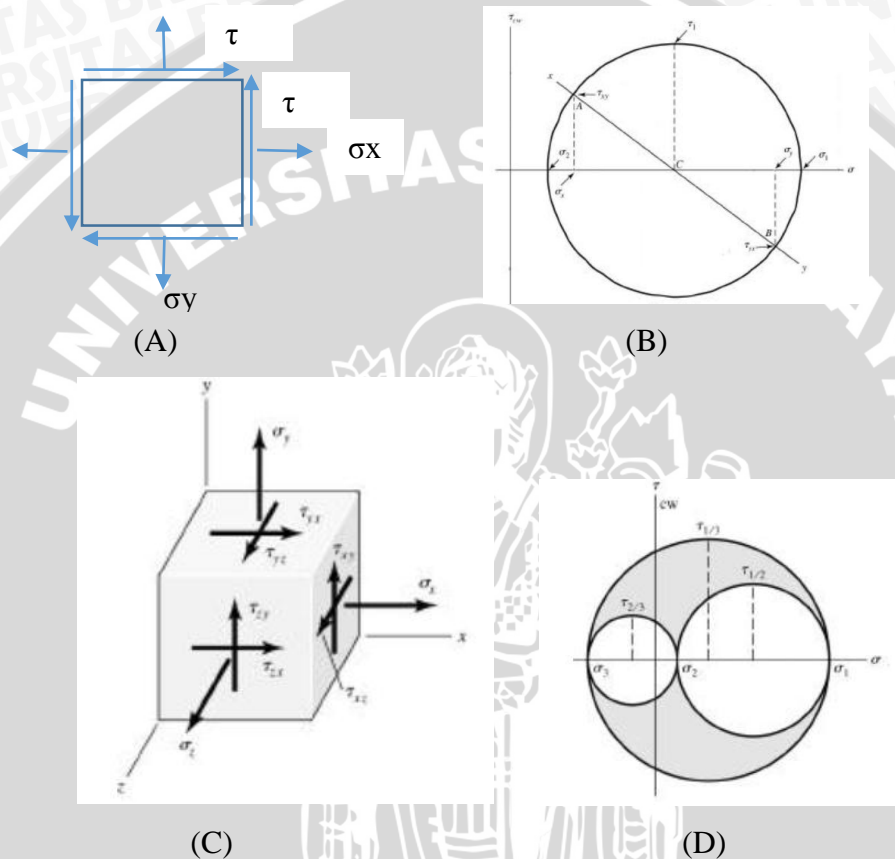 τ
τ
σx
σy
(A)
τcw
τ1
x
τxy
A
σ2
C
σy
σ1
σx
σ
B
τyx
y
(B)
y
σy
τyx
τyz
τxy
σx
x
τzy
τzx
τxz
σz
z
(C)
τ
cw
τ1/3
τ1/2
τ2/3
σ3
σ2
σ1
σ
(D)
UNIVERSITAS